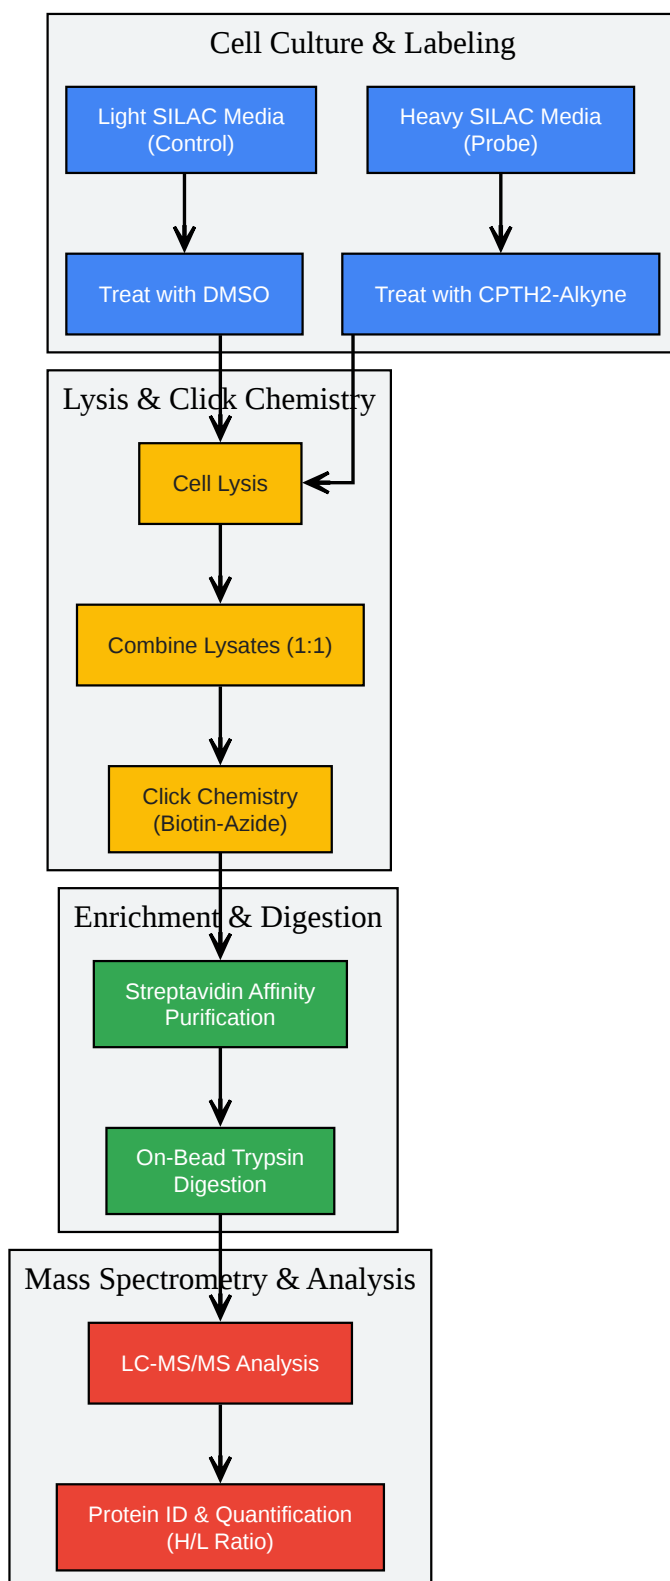 Cell Culture & Labeling
Light SILAC Media
(Control)
Heavy SILAC Media
(Probe)
Treat with DMSO
Treat with CPTH2-Alkyne
Lysis & Click Chemistry
Cell Lysis
Combine Lysates (1:1)
Click Chemistry
(Biotin-Azide)
Enrichment & Digestion
Streptavidin Affinity
Purification
On-Bead Trypsin
Digestion
Mass Spectrometry & Analysis
LC-MS/MS Analysis
Protein ID & Quantification
(H/L Ratio)